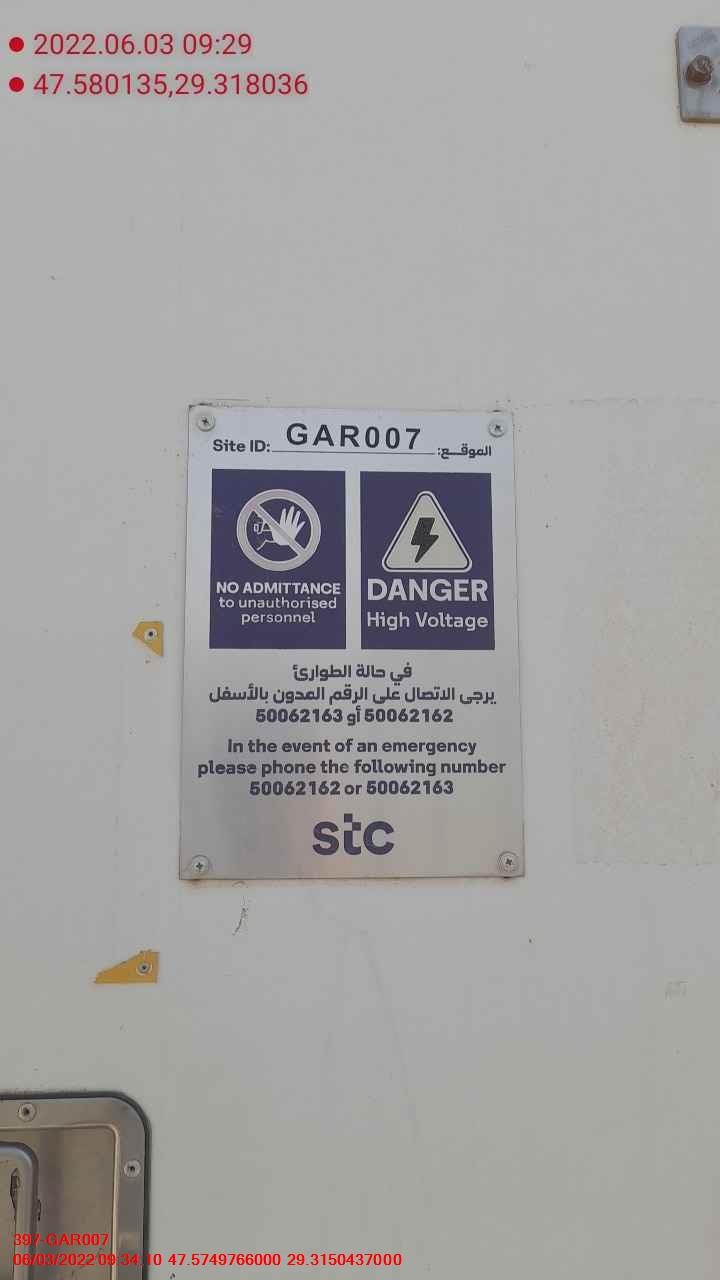 2022.06.03 09:29
47.580135,29.318036
Site ID: GAR007 الموقع:
NO ADMITTANCE
to unauthorised
personnel
DANGER
High Voltage
في حالة الطوارئ
يرجى الاتصال على الرقم المدون بالأسفل
50062162 أو 50062163
In the event of an emergency
please phone the following number
50062162 or 50062163
stc
397-GAR007
06/03/2022 09:34:10 47.5749766000 29.3150437000